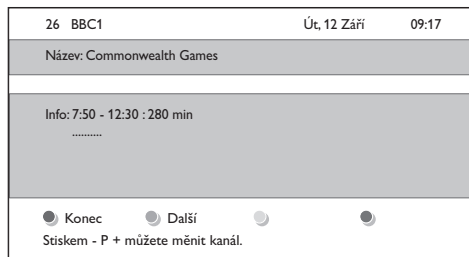 26 BBC1 Út, 12 Září 09:17
Název: Commonwealth Games
Info: 7:50 - 12:30 : 280 min
..........
Konec Další
Stiskem - P + můžete měnit kanál.